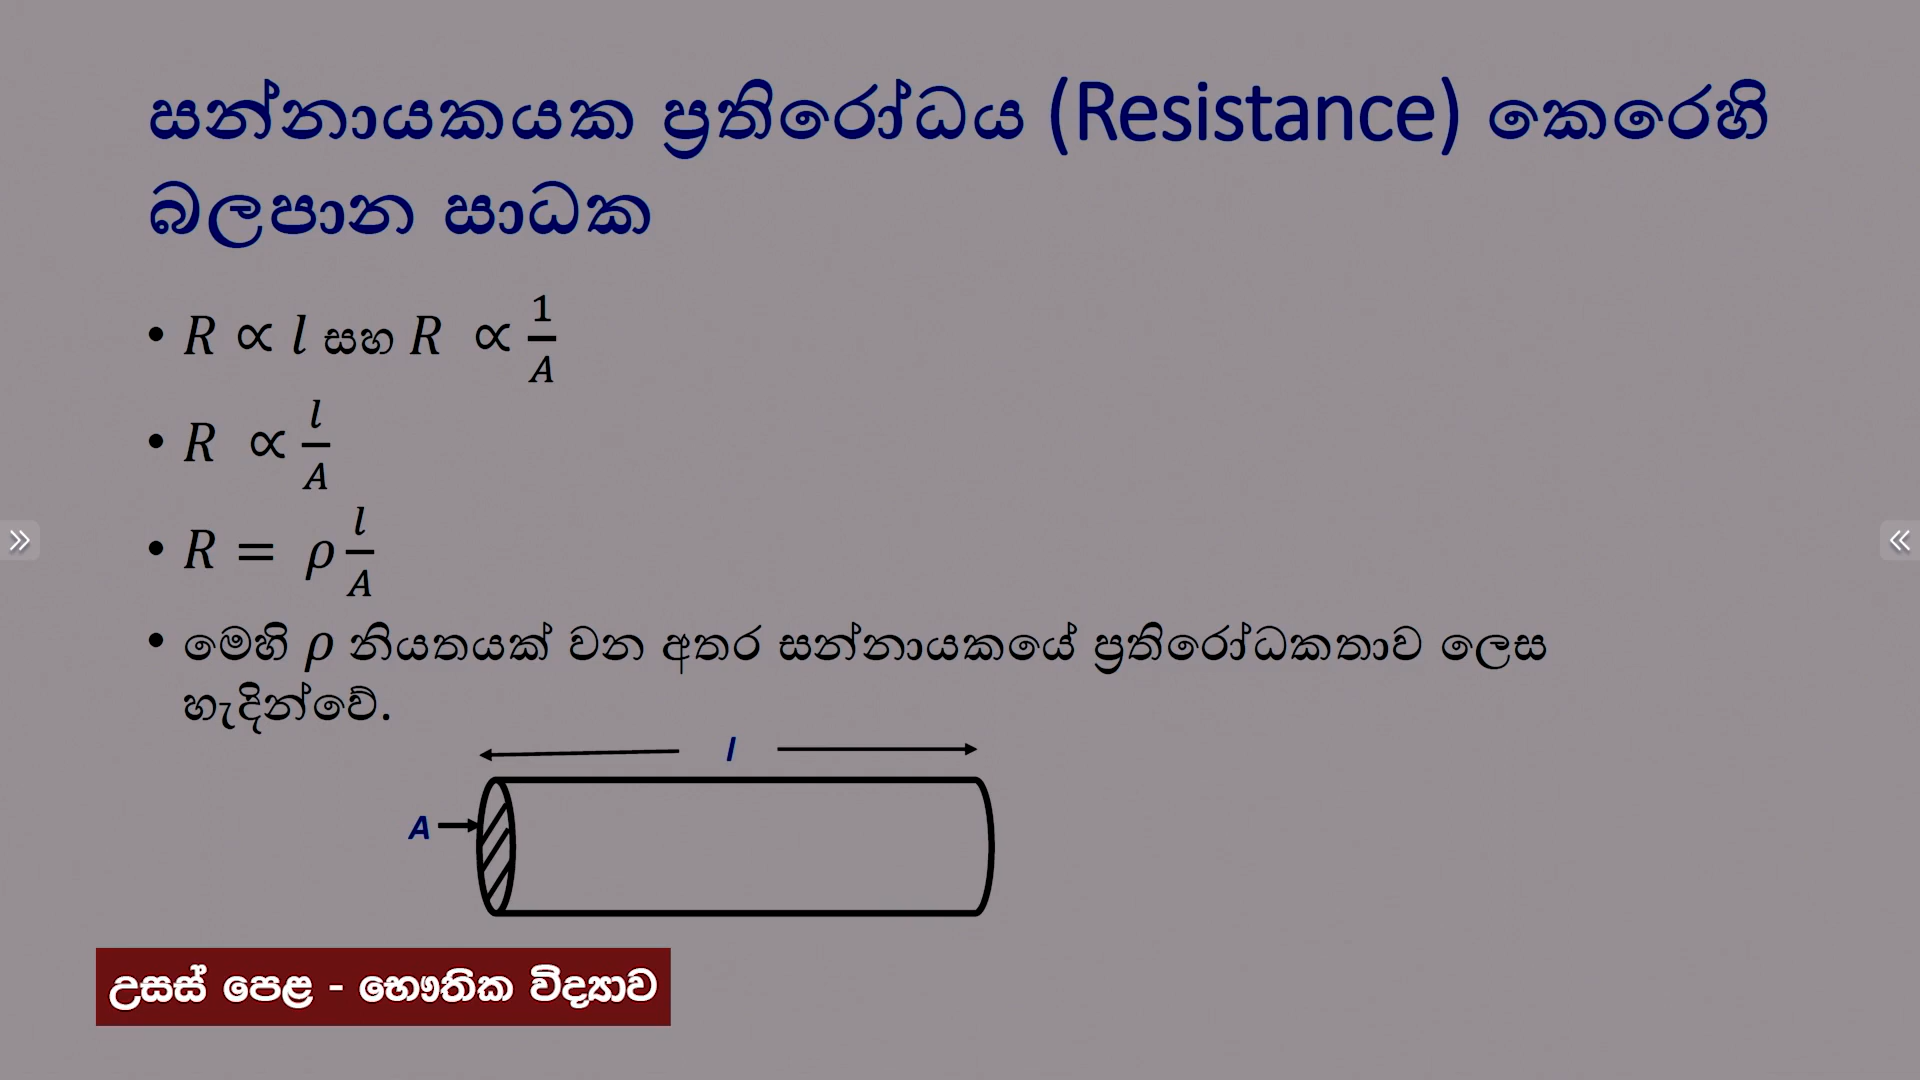 සන්නායකයක ප්‍රතිරෝධය (Resistance) කෙරෙහි
බලපාන සාධක
• R ∝ l සහ R ∝ 1/A
• R ∝ l/A
• R = ρ l/A
• මෙහි ρ නියතයක් වන අතර සන්නායකයේ ප්‍රතිරෝධකතාව ලෙස
හැදින්වේ.
l
A
උසස් පෙළ - භෞතික විද්‍යාව